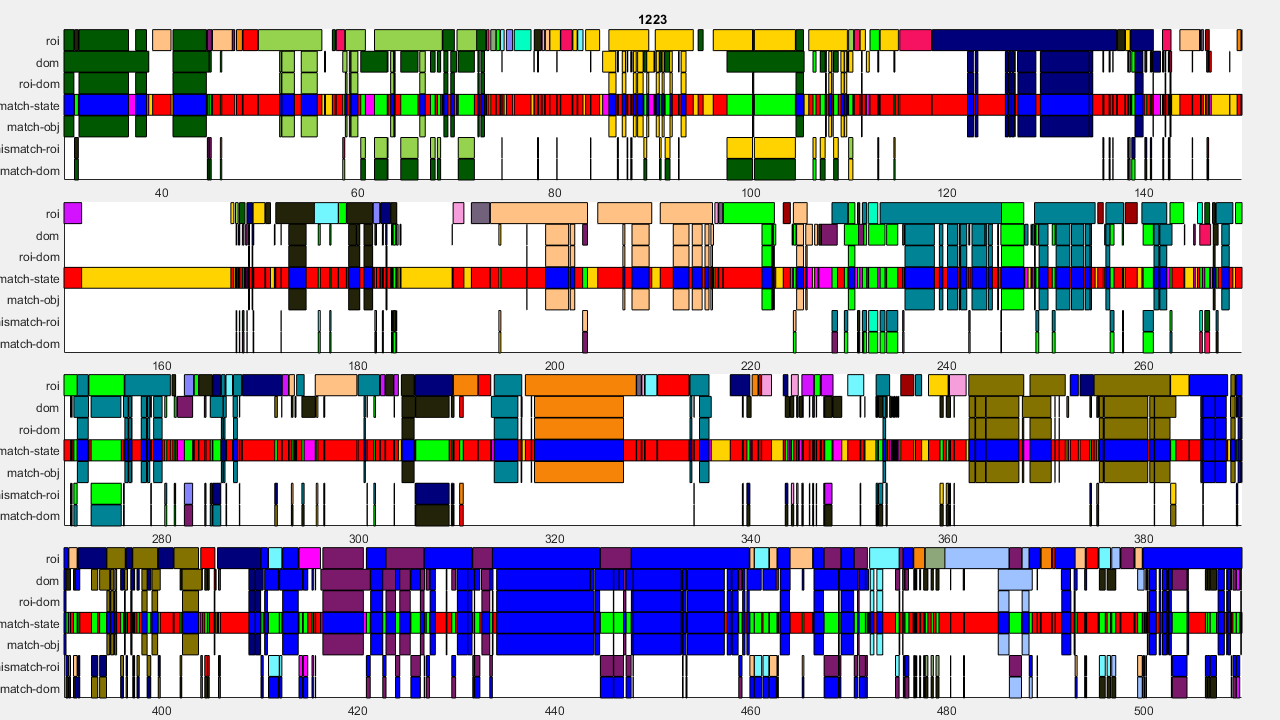 1223
roi
dom
roi-dom
match-state
match-obj
ismatch-roi
match-dom
40 60 80 100 120 140
roi
dom
roi-dom
match-state
match-obj
ismatch-roi
match-dom
160 180 200 220 240 260
roi
dom
roi-dom
match-state
match-obj
ismatch-roi
match-dom
280 300 320 340 360 380
roi
dom
roi-dom
match-state
match-obj
ismatch-roi
match-dom
400 420 440 460 480 500